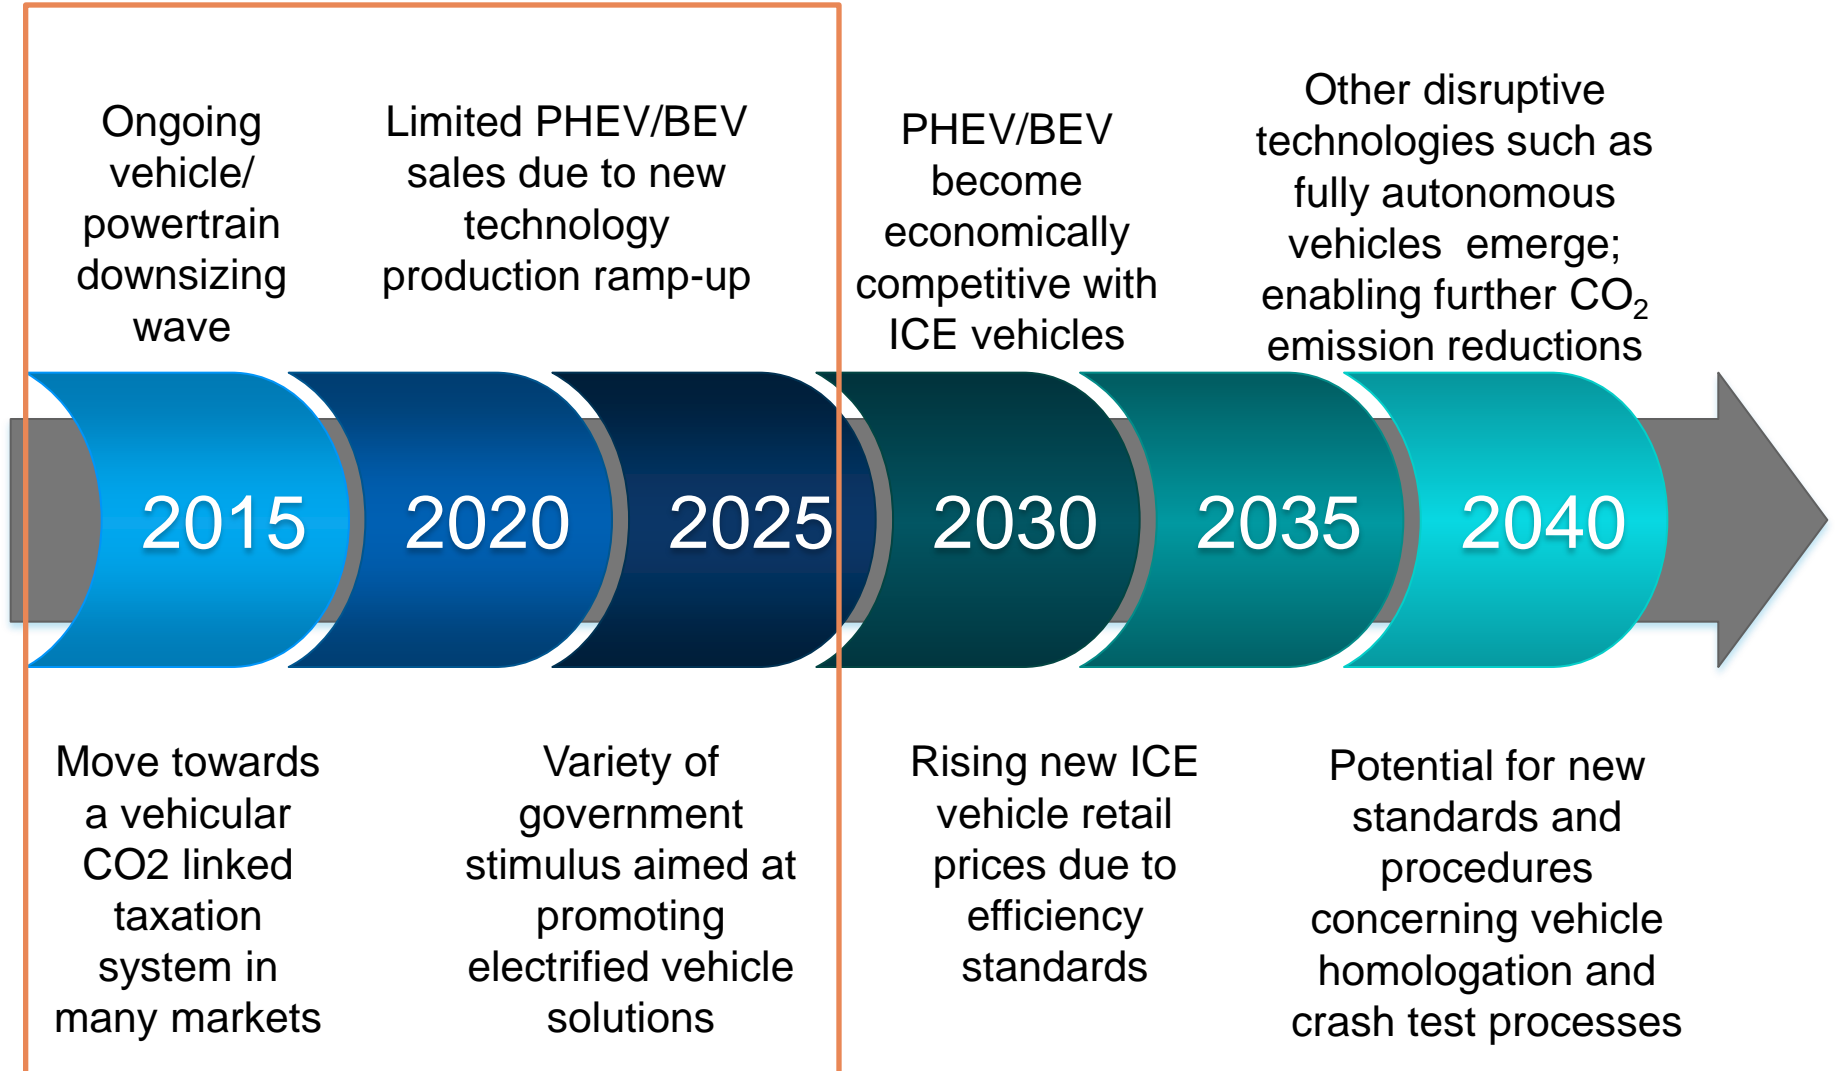 Ongoing
vehicle/
powertrain
downsizing
wave
Limited PHEV/BEV
sales due to new
technology
production ramp-up
PHEV/BEV
become
economically
competitive with
ICE vehicles
Other disruptive
technologies such as
fully autonomous
vehicles emerge;
enabling further CO₂
emission reductions
2015
2020
2025
2030
2035
2040
Move towards
a vehicular
CO2 linked
taxation
system in
many markets
Variety of
government
stimulus aimed at
promoting
electrified vehicle
solutions
Rising new ICE
vehicle retail
prices due to
efficiency
standards
Potential for new
standards and
procedures
concerning vehicle
homologation and
crash test processes